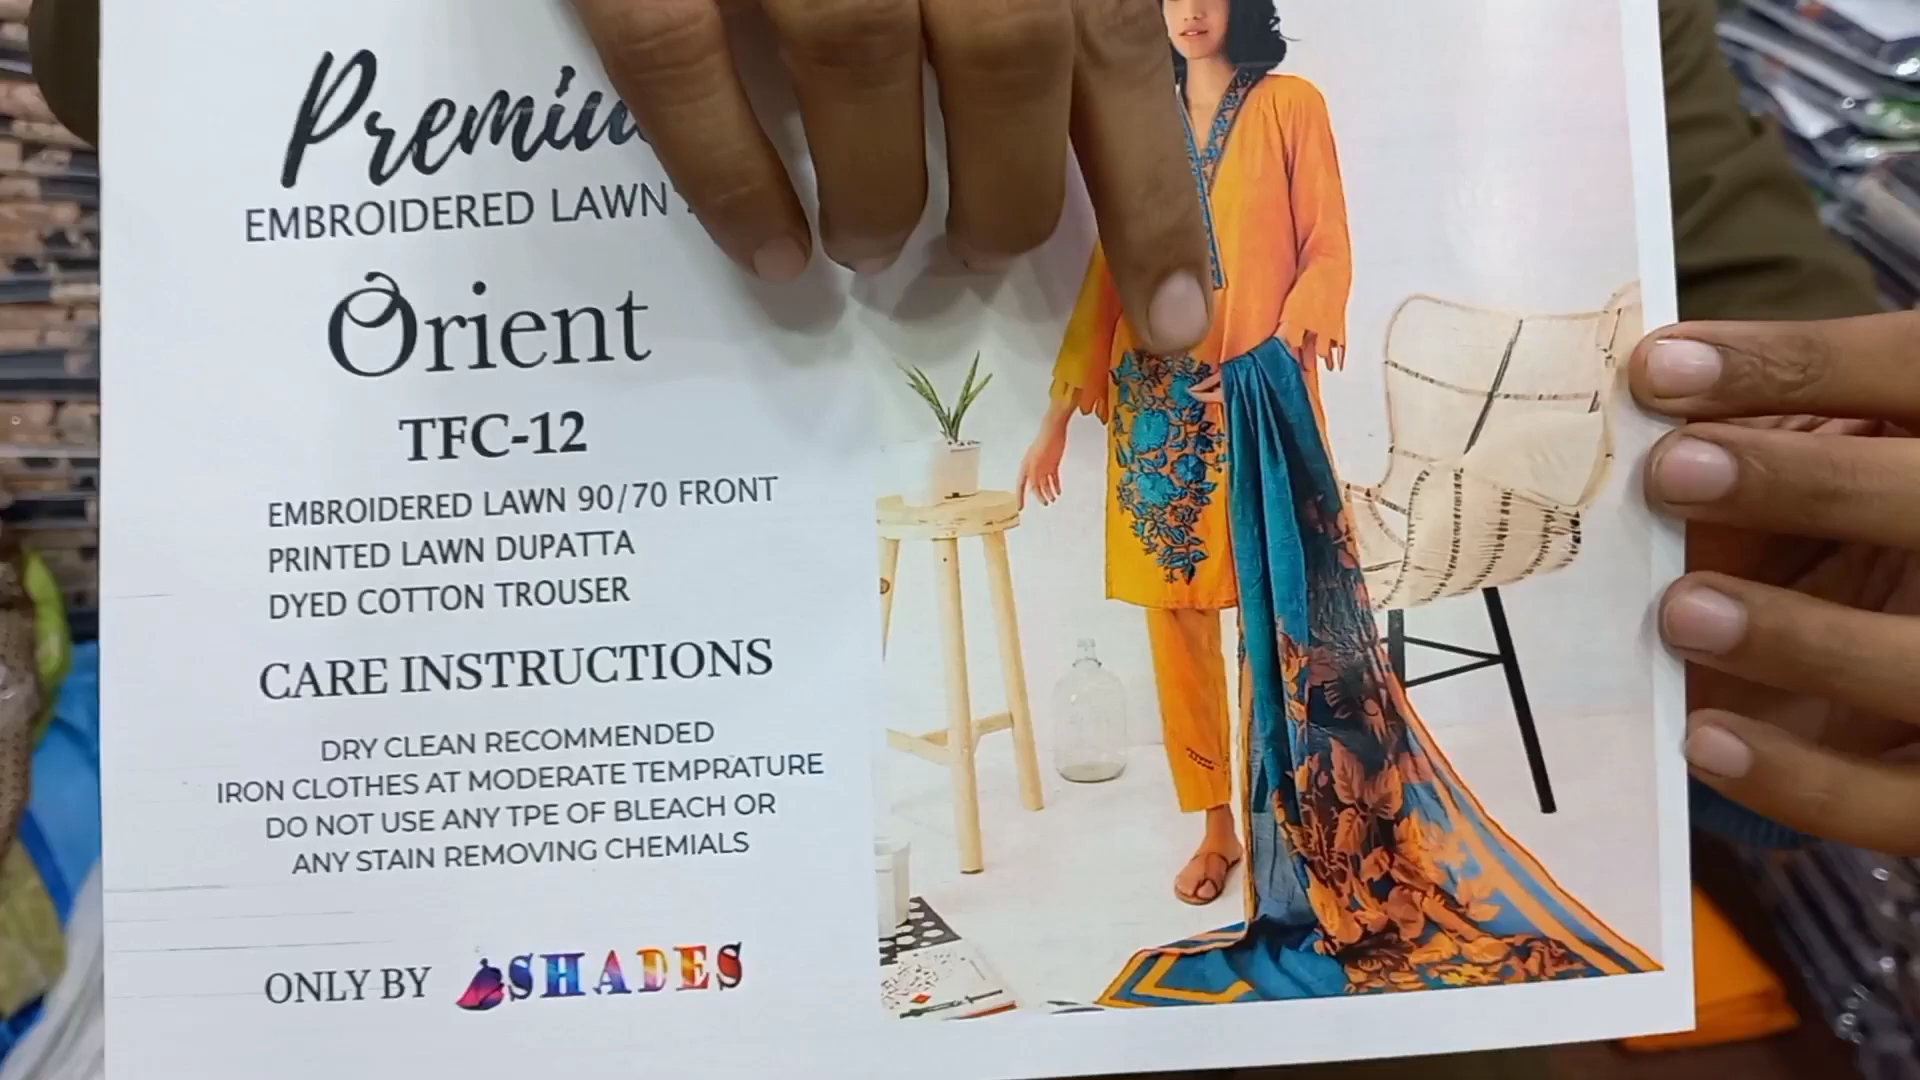 Premium
EMBROIDERED LAWN
Orient
TFC-12
EMBROIDERED LAWN 90/70 FRONT
PRINTED LAWN DUPATTA
DYED COTTON TROUSER
CARE INSTRUCTIONS
DRY CLEAN RECOMMENDED
IRON CLOTHES AT MODERATE TEMPRATURE
DO NOT USE ANY TPE OF BLEACH OR
ANY STAIN REMOVING CHEMIALS
ONLY BY SHADES